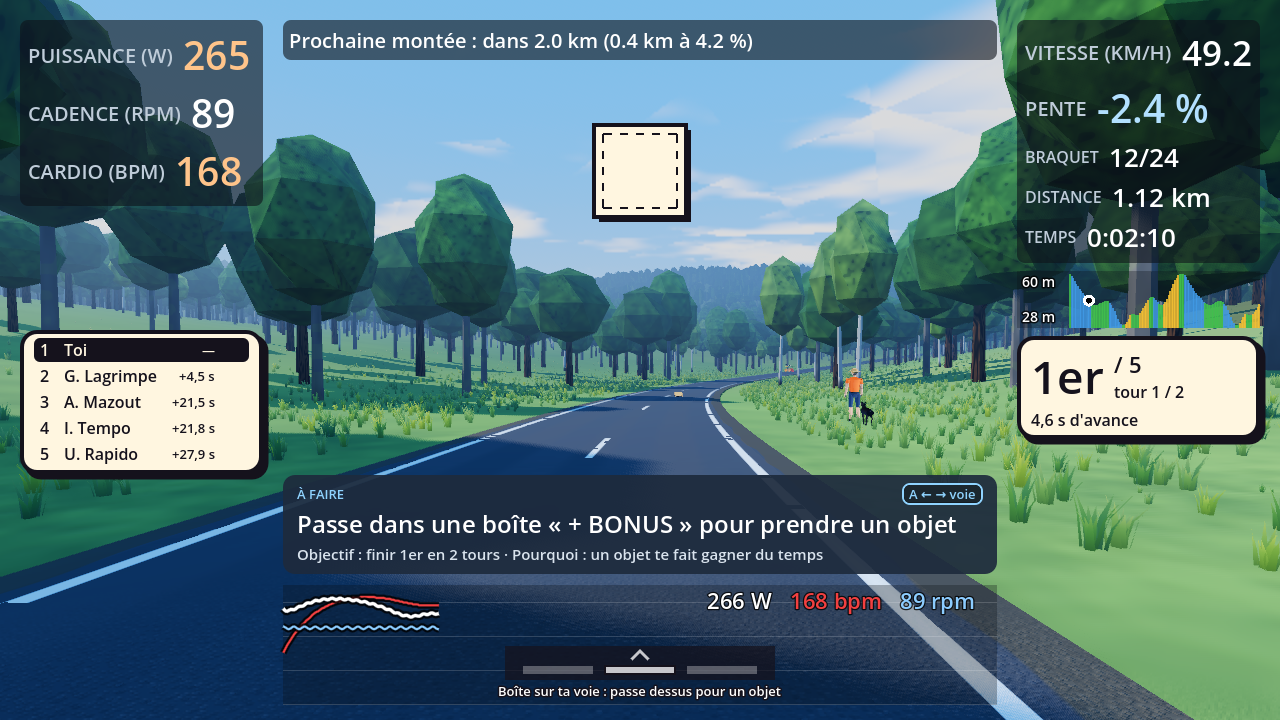 PUISSANCE (W) 265
CADENCE (RPM) 89
CARDIO (BPM) 168
Prochaine montée : dans 2.0 km (0.4 km à 4.2 %)
VITESSE (KM/H) 49.2
PENTE -2.4 %
BRAQUET 12/24
DISTANCE 1.12 km
TEMPS 0:02:10
60 m
28 m
1 Toi —
2 G. Lagrimpe +4,5 s
3 A. Mazout +21,5 s
4 I. Tempo +21,8 s
5 U. Rapido +27,9 s
1er / 5
tour 1 / 2
4,6 s d'avance
À FAIRE
A ← → voie
Passe dans une boîte « + BONUS » pour prendre un objet
Objectif : finir 1er en 2 tours · Pourquoi : un objet te fait gagner du temps
266 W 168 bpm 89 rpm
Boîte sur ta voie : passe dessus pour un objet